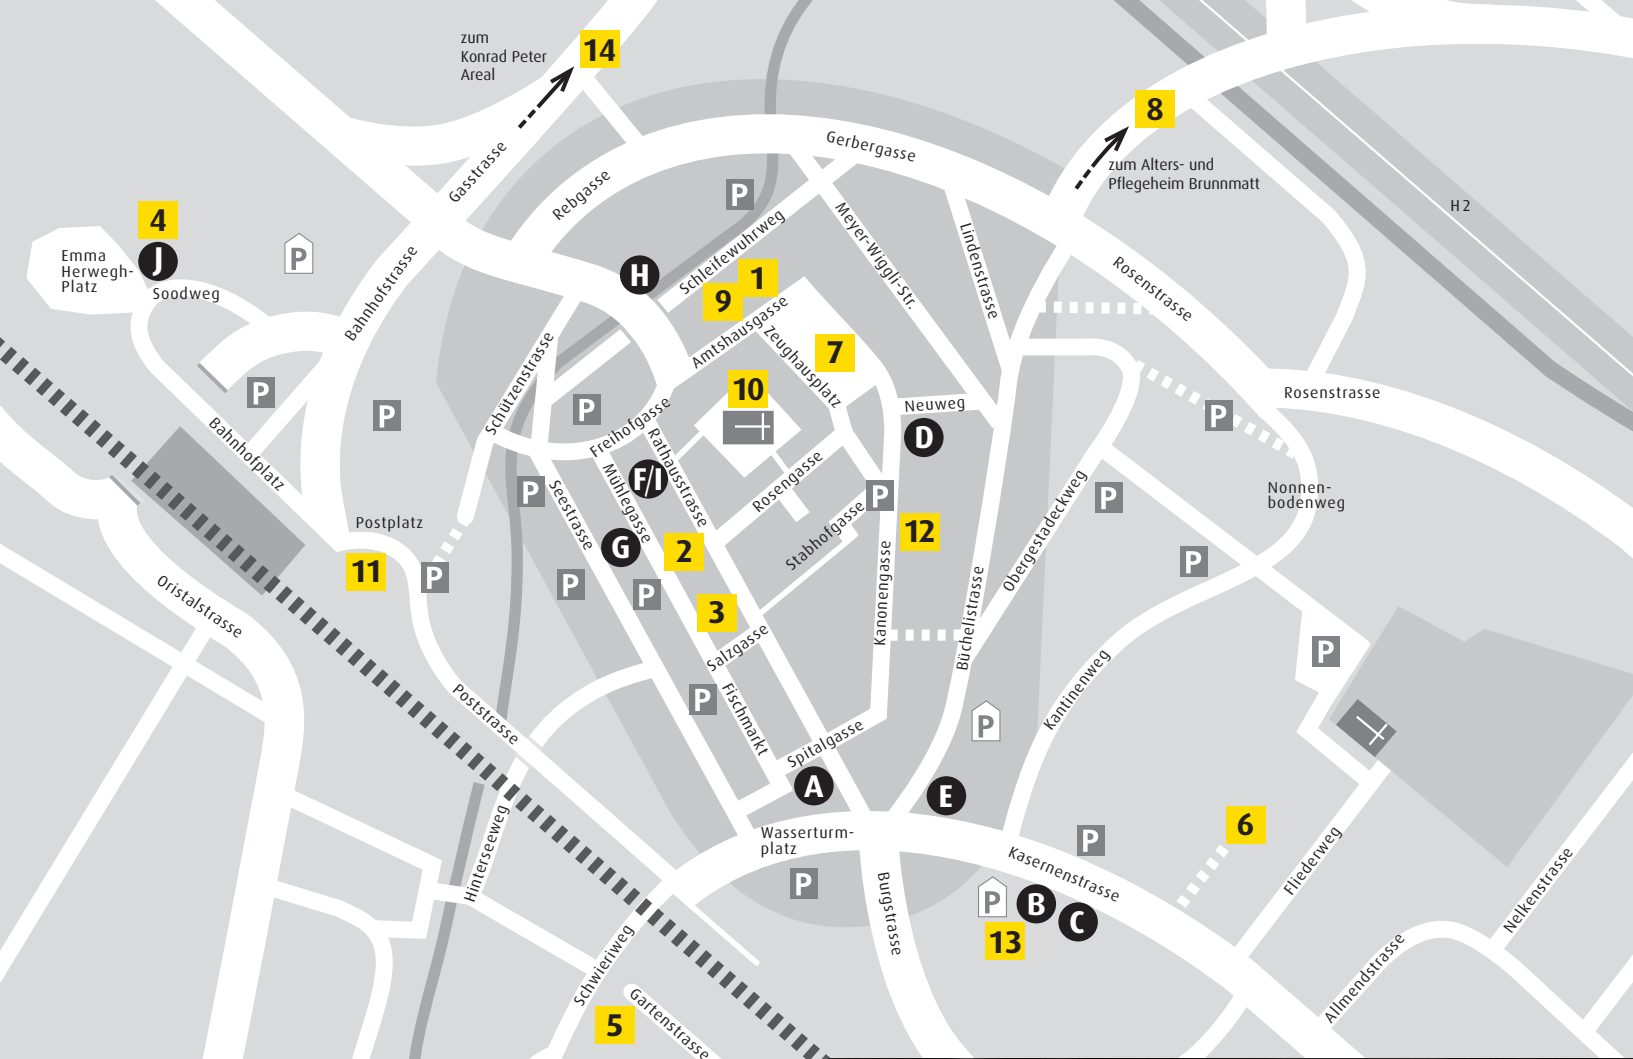 zum
Konrad Peter
Areal
14
8
zum Alters- und
Pflegeheim Brunnmatt
H 2
Gerbergasse
Gasstrasse
Rebgasse
P
4
J
Emma
Herwegh-
Platz
Soodweg
P
Bahnhofstrasse
H
Schleifewuhrweg
1
9
Amtshausgasse
Meyer-Wiggli-Str.
Lindenstrasse
Rosenstrasse
Zeughausplatz
7
Schützenstrasse
10
P
P
P
Freihofgasse
Neuweg
D
P
Rosenstrasse
Bahnhofplatz
Rathausstrasse
F/I
Mühlegasse
Rosengasse
P
Seestrasse
P
Stabhofgasse
12
Obergestadeckweg
P
Nonnen-
bodenweg
Postplatz
11
P
G
2
P
P
P
Kanonengasse
Büchelistrasse
Oristalstrasse
3
Salzgasse
P
Kantinenweg
P
Poststrasse
P
Fischmarkt
Spitalgasse
A
E
Wasserturm-
platz
P
P
6
Hinterseeweg
Kasernenstrasse
Fliederweg
Nelkenstrasse
Burgstrasse
P
B
C
13
Schwieriweg
5
Gartenstrasse
Allmendstrasse